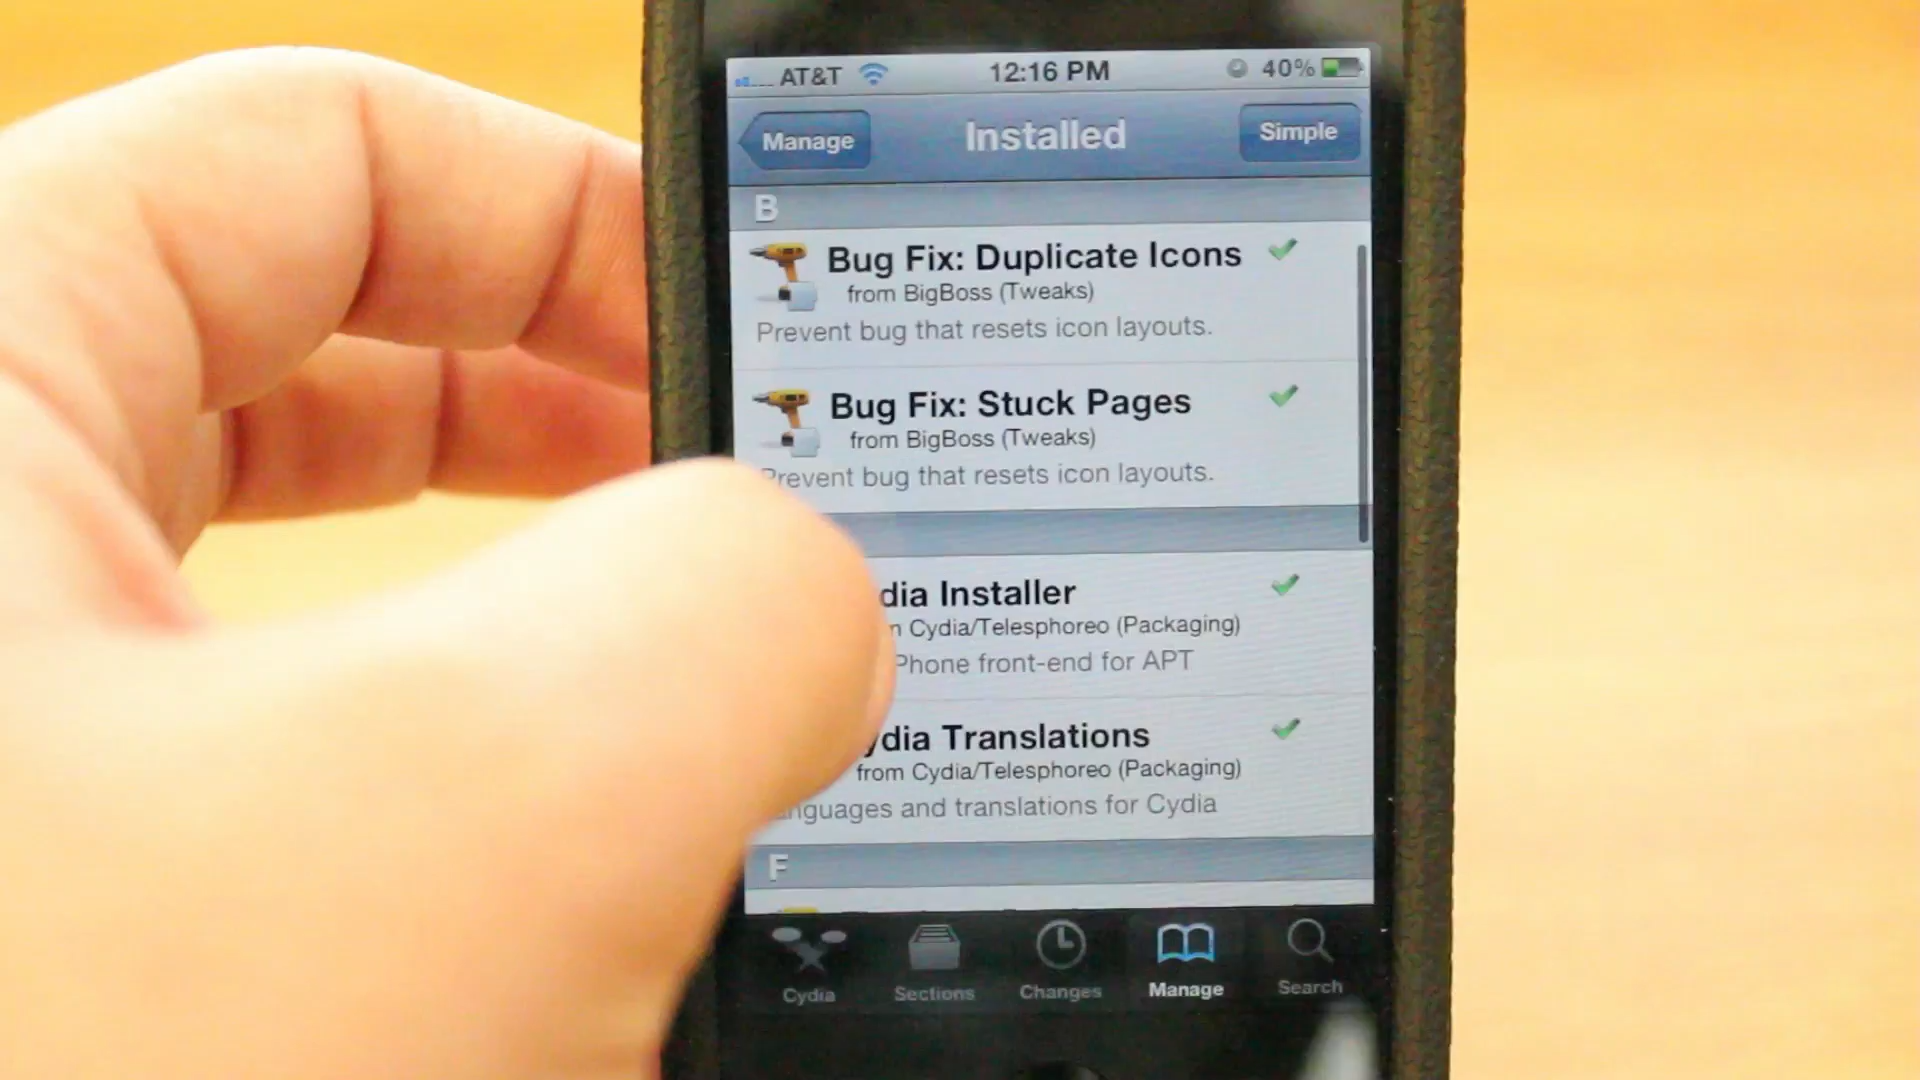 AT&T 12:16 PM 40%
Manage Installed Simple
B
Bug Fix: Duplicate Icons
from BigBoss (Tweaks)
Prevent bug that resets icon layouts.
Bug Fix: Stuck Pages
from BigBoss (Tweaks)
Prevent bug that resets icon layouts.
dia Installer
Cydia/Telesphoreo (Packaging)
Phone front-end for APT
ydia Translations
from Cydia/Telesphoreo (Packaging)
anguages and translations for Cydia
F
Cydia Sections Changes Manage Search